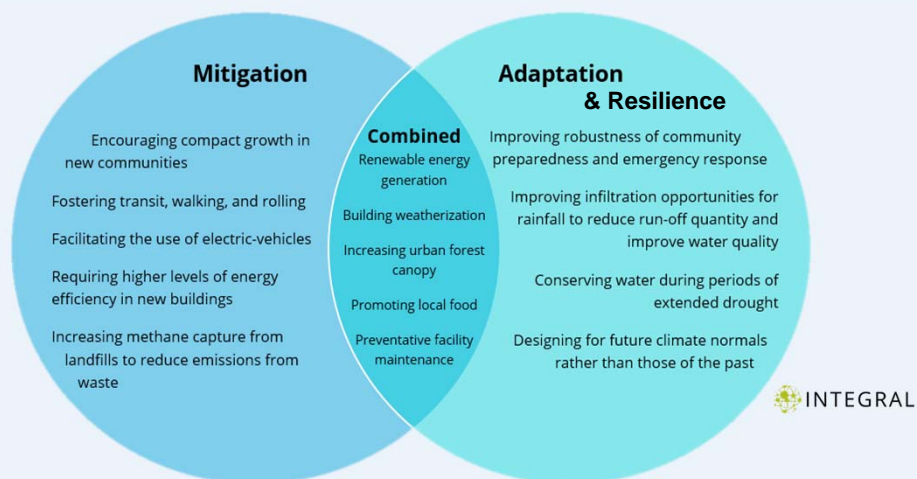 Mitigation
Encouraging compact growth in
new communities
Fostering transit, walking, and rolling
Facilitating the use of electric-vehicles
Requiring higher levels of energy
efficiency in new buildings
Increasing methane capture from
landfills to reduce emissions from
waste
Combined
Renewable energy
generation
Building weatherization
Increasing urban forest
canopy
Promoting local food
Preventative facility
maintenance
Adaptation
& Resilience
Improving robustness of community
preparedness and emergency response
Improving infiltration opportunities for
rainfall to reduce run-off quantity and
improve water quality
Conserving water during periods of
extended drought
Designing for future climate normals
rather than those of the past
INTEGRAL